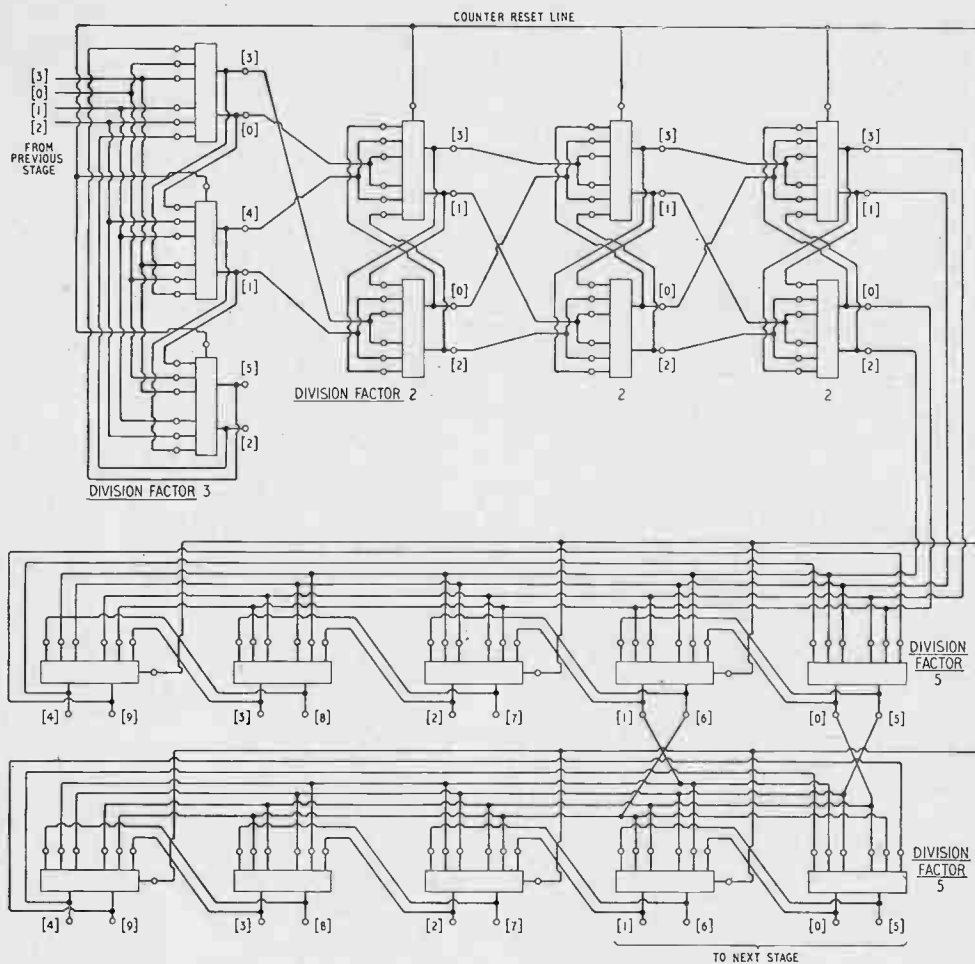 COUNTER RESET LINE
[3]
[0]
[1]
[2]
FROM
PREVIOUS
STAGE
[3]
[0]
[4]
[1]
[5]
[2]
DIVISION FACTOR 3
[3]
[1]
[0]
[2]
DIVISION FACTOR 2
[3]
[1]
[0]
[2]
2
[3]
[1]
[0]
[2]
2
DIVISION
FACTOR
5
[4] [9] [3] [8] [2] [7] [1] [6] [0] [5]
DIVISION
FACTOR
5
[4] [9] [3] [8] [2] [7] [1] [6] [0] [5]
TO NEXT STAGE